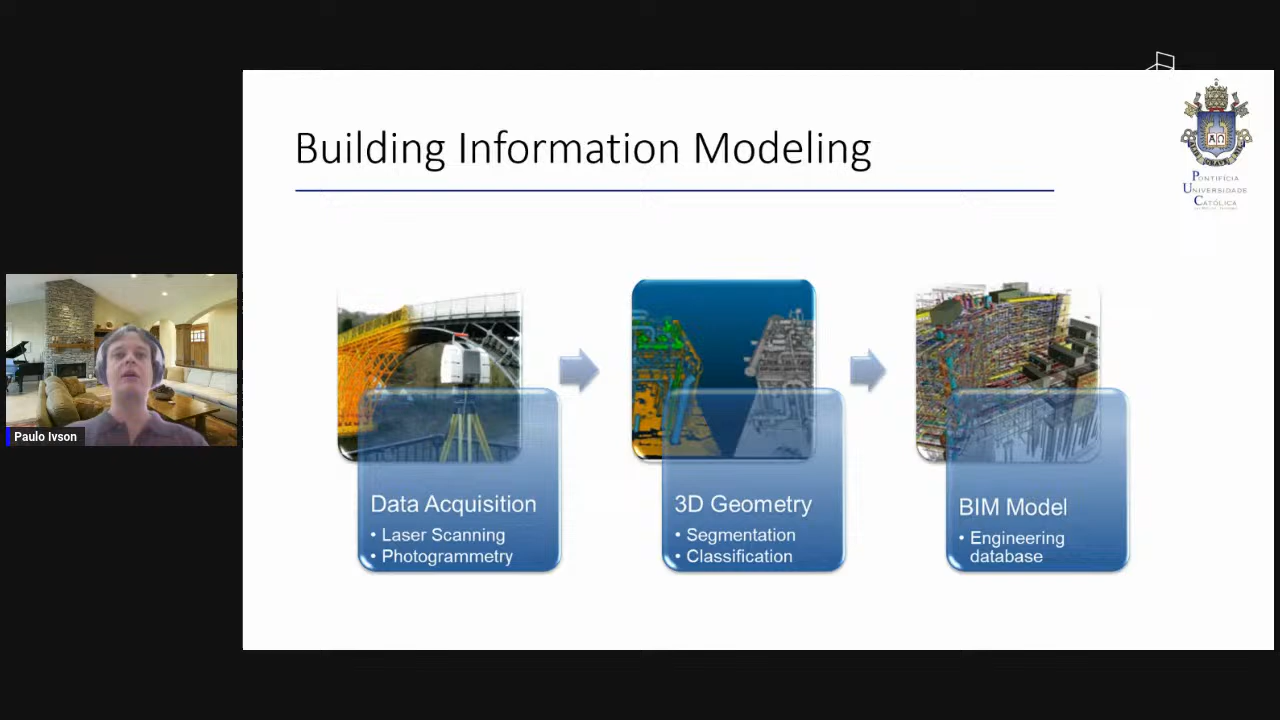 Building Information Modeling
PONTIFÍCIA
UNIVERSIDADE
CATÓLICA
Paulo Ivson
Data Acquisition
• Laser Scanning
• Photogrammetry
3D Geometry
• Segmentation
• Classification
BIM Model
• Engineering
database